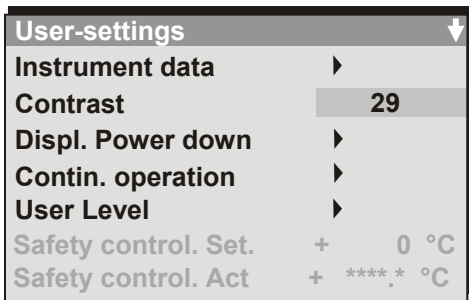 User-settings
Instrument data
Contrast 29
Displ. Power down
Contin. operation
User Level
Safety control. Set. + 0 °C
Safety control. Act + ****.* °C